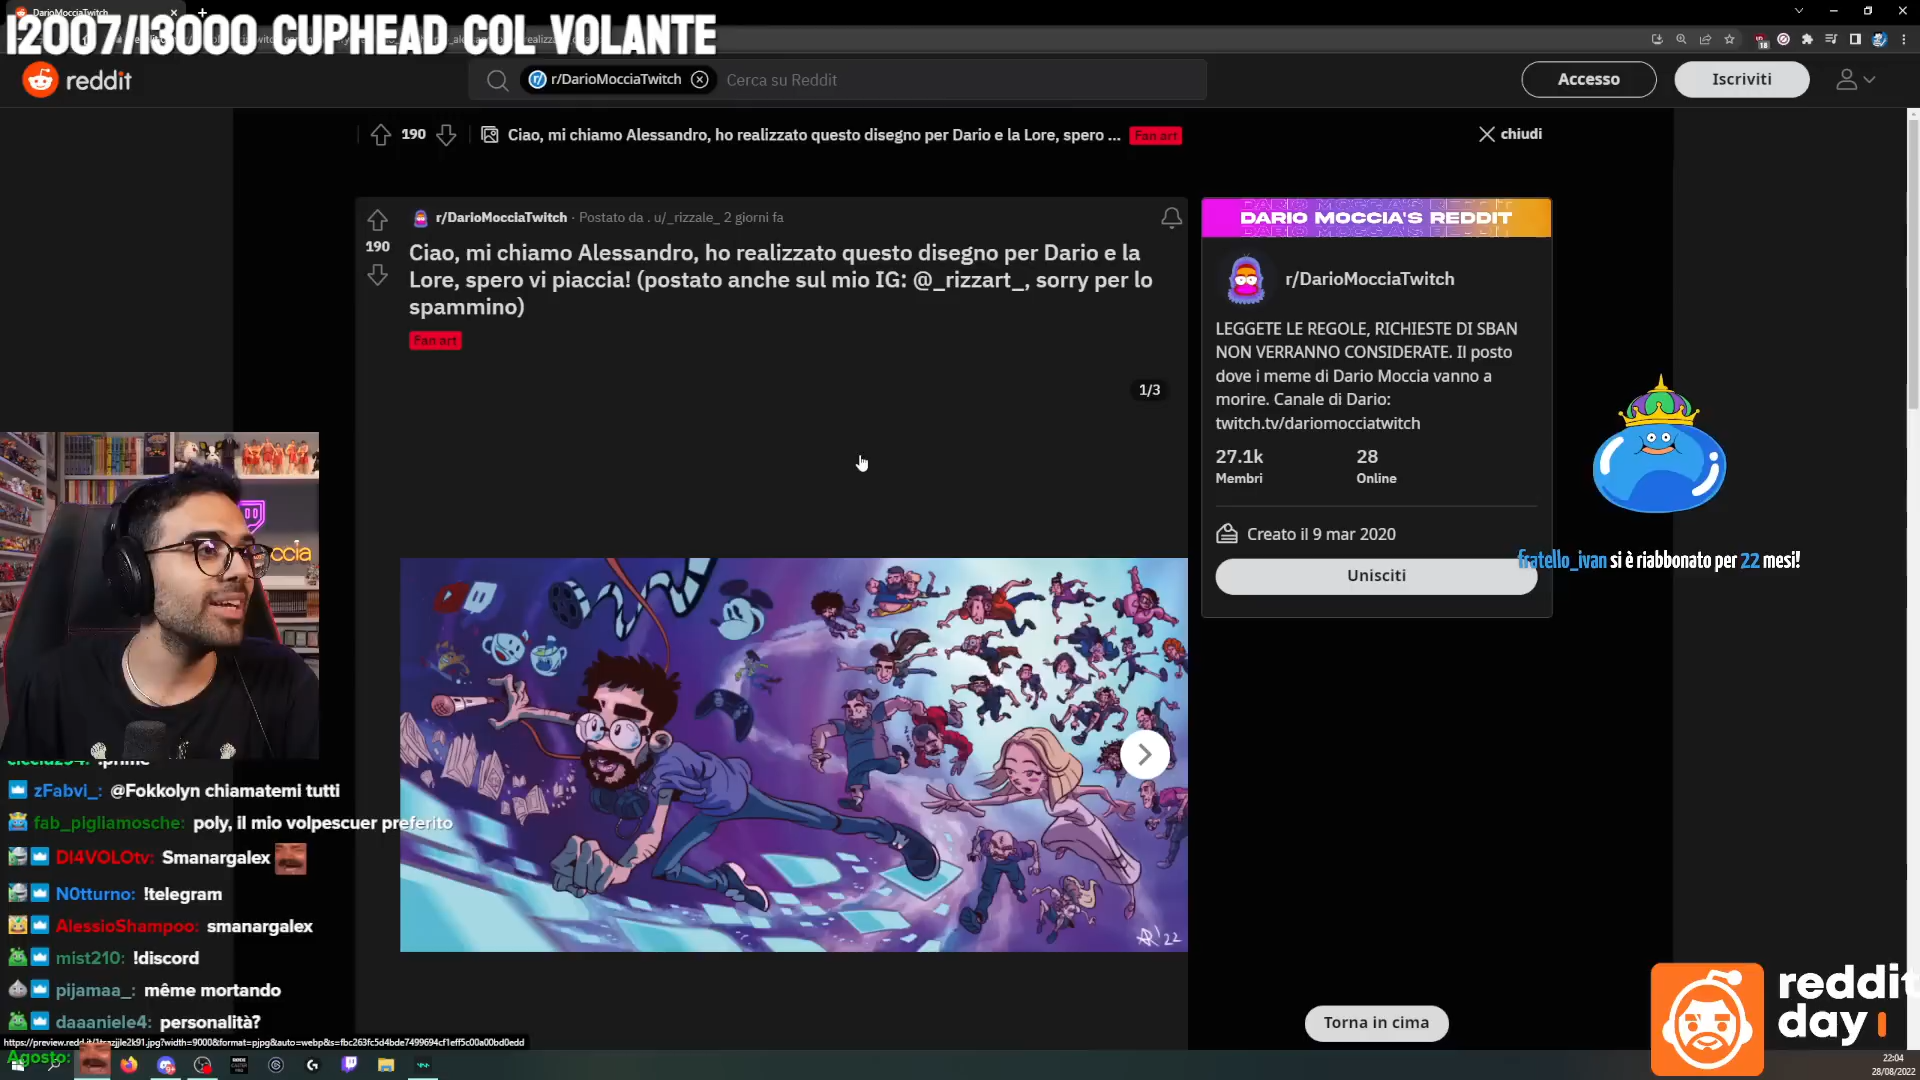 DarioMocciaTwitch
12007/13000 CUPHEAD COL VOLANTE
reddit
r/DarioMocciaTwitch
Cerca su Reddit
Accesso
Iscriviti
190
Ciao, mi chiamo Alessandro, ho realizzato questo disegno per Dario e la Lore, spero ...
Fan art
chiudi
r/DarioMocciaTwitch · Postato da . u/_rizzale_ 2 giorni fa
190
Ciao, mi chiamo Alessandro, ho realizzato questo disegno per Dario e la
Lore, spero vi piaccia! (postato anche sul mio IG: @_rizzart_, sorry per lo
spammino)
Fan art
1/3
DARIO MOCCIA'S REDDIT
r/DarioMocciaTwitch
LEGGETE LE REGOLE, RICHIESTE DI SBAN
NON VERRANNO CONSIDERATE. Il posto
dove i meme di Dario Moccia vanno a
morire. Canale di Dario:
twitch.tv/dariomocciatwitch
27.1k
Membri
28
Online
Creato il 9 mar 2020
Unisciti
fratello_ivan si è riabbonato per 22 mesi!
occia
zFabvi_: @Fokkolyn chiamatemi tutti
fab_pigliamosche: poly, il mio volpescuer preferito
DI4VOLOtv: Smanargalex
N0tturno: !telegram
AlessioShampoo: smanargalex
mist210: !discord
pijamaa_: même mortando
daaaniele4: personalità?
Agosto:
'22
Torna in cima
reddit
day
22:04
28/08/2022